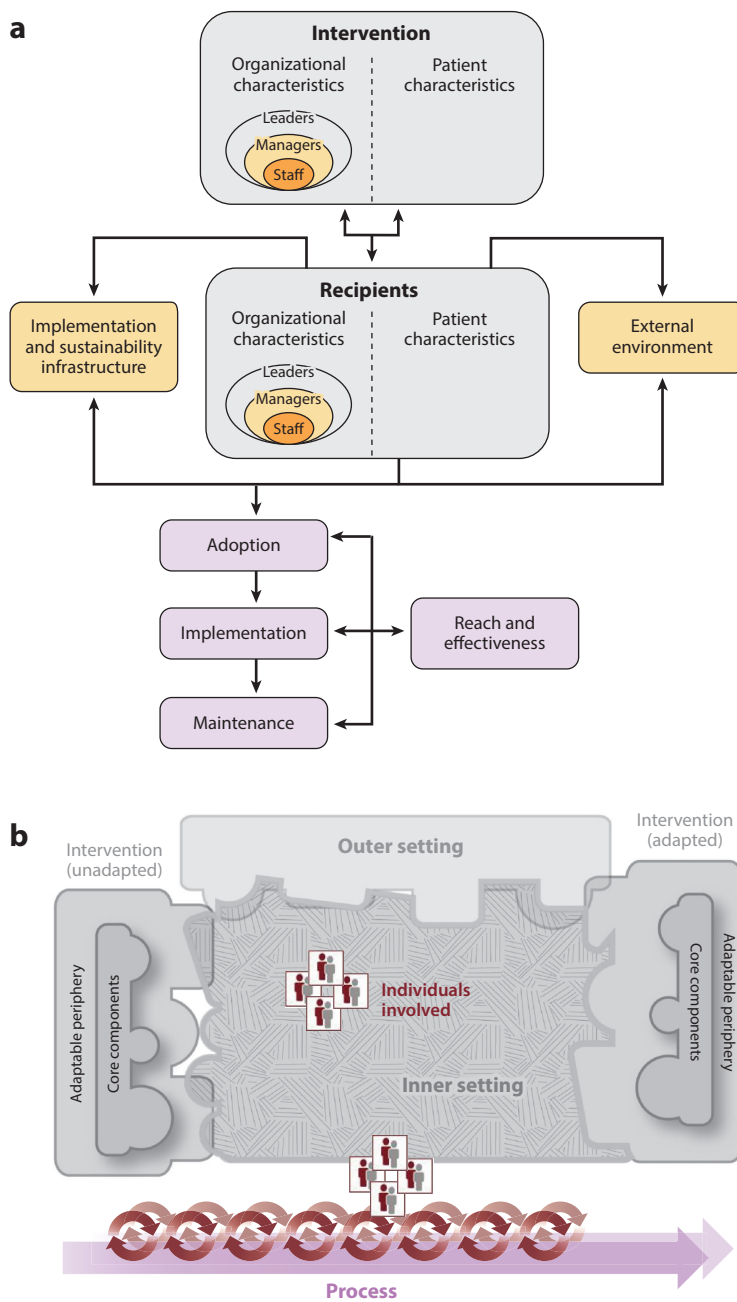 a
Intervention
Organizational
characteristics
Patient
characteristics
Leaders
Managers
Staff
Recipients
Organizational
characteristics
Patient
characteristics
Leaders
Managers
Staff
Implementation
and sustainability
infrastructure
External
environment
Adoption
Implementation
Maintenance
Reach and
effectiveness
b
Intervention
(unadapted)
Outer setting
Intervention
(adapted)
Adaptable periphery
Core components
Individuals
involved
Inner setting
Core components
Adaptable periphery
Process